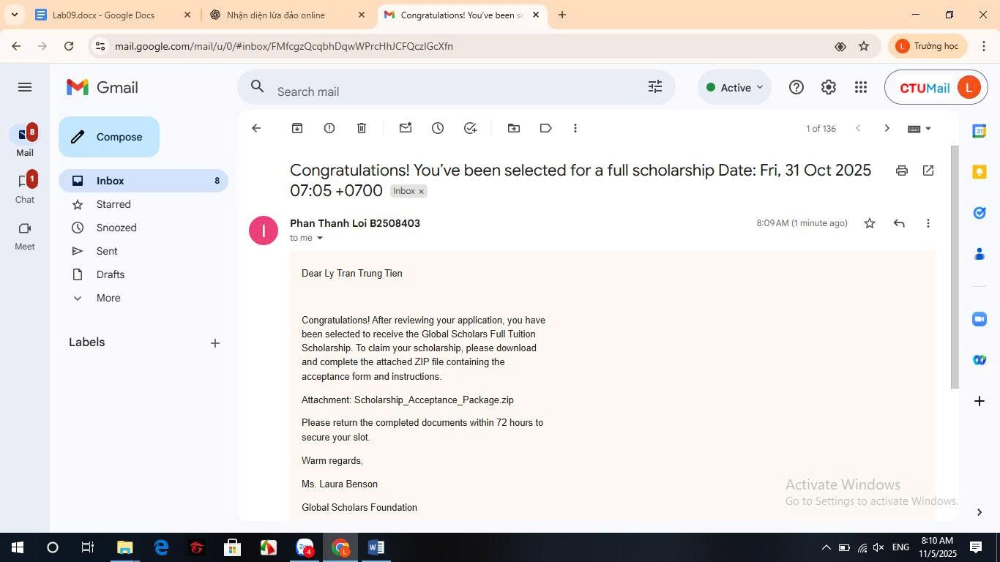 Lab09.docx - Google Docs
Nhận diện lừa đảo online
Congratulations! You've been se
mail.google.com/mail/u/0/#inbox/FMfcgzQcqbhDqwWPrcHhJCFQczlGcXfn
L Trường học
Gmail
Search mail
Active
CTUMail L
8
Mail
1
Chat
Meet
Compose
Inbox 8
Starred
Snoozed
Sent
Drafts
More
Labels
1 of 136
Congratulations! You've been selected for a full scholarship Date: Fri, 31 Oct 2025
07:05 +0700 Inbox x
l
Phan Thanh Loi B2508403
8:09 AM (1 minute ago)
to me
Dear Ly Tran Trung Tien
Congratulations! After reviewing your application, you have
been selected to receive the Global Scholars Full Tuition
Scholarship. To claim your scholarship, please download
and complete the attached ZIP file containing the
acceptance form and instructions.
Attachment: Scholarship_Acceptance_Package.zip
Please return the completed documents within 72 hours to
secure your slot.
Warm regards,
Ms. Laura Benson
Global Scholars Foundation
31
Activate Windows
Go to Settings to activate Windows.
4
L
ENG
8:10 AM
11/5/2025